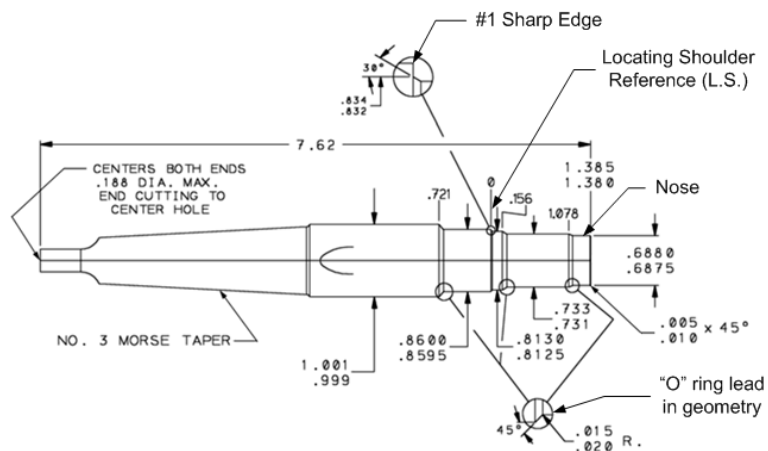 #1 Sharp Edge
Locating Shoulder
Reference (L.S.)
30°
.834
.832
7.62
CENTERS BOTH ENDS
.188 DIA. MAX.
END CUTTING TO
CENTER HOLE
.721
0
.156
1.078
1.385
1.380
Nose
.6880
.6875
NO. 3 MORSE TAPER
1.001
.999
.8600
.8595
.8130
.8125
.733
.731
.005
.010 x 45°
"O" ring lead
in geometry
45°
.015
.020 R.